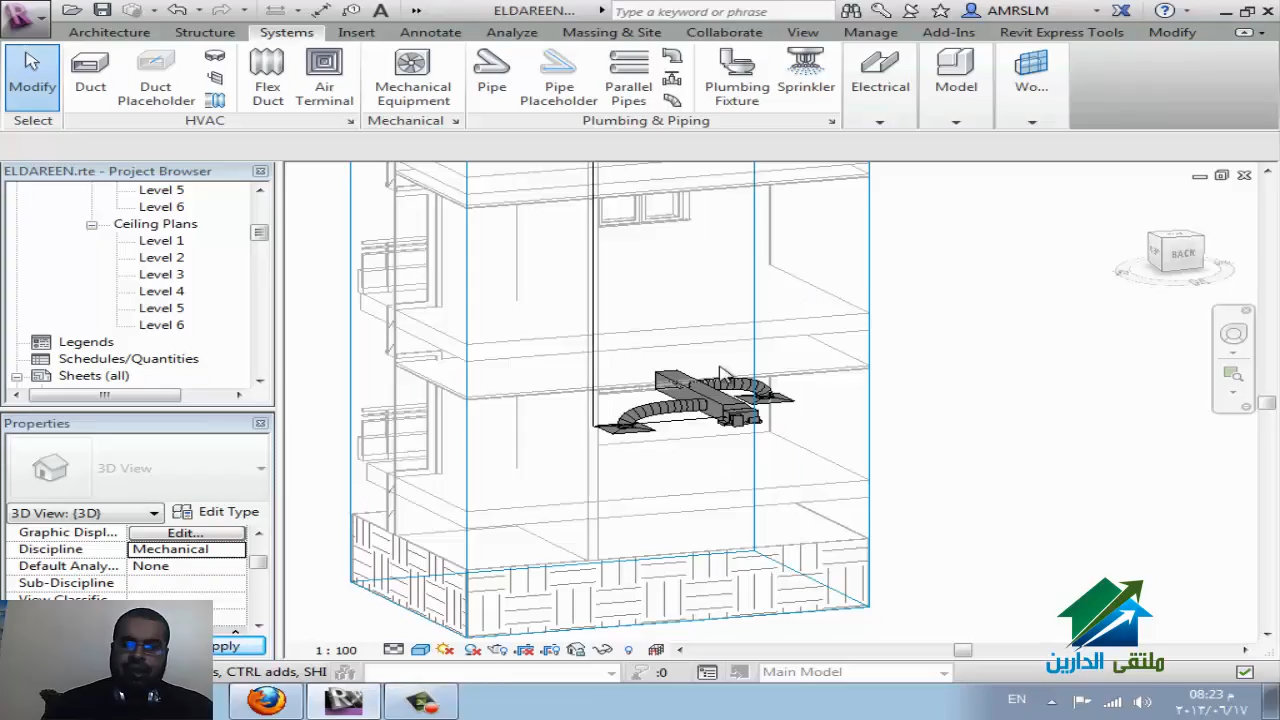 ELDAREEN...
Type a keyword or phrase
AMRSLM
Architecture Structure Systems Insert Annotate Analyze Massing & Site Collaborate View Manage Add-Ins Revit Express Tools Modify
Modify
Duct
Duct Placeholder
Flex Duct
Air Terminal
Mechanical Equipment
Pipe
Pipe Placeholder
Parallel Pipes
Plumbing Fixture
Sprinkler
Electrical
Model
Wo...
Select
HVAC
Mechanical
Plumbing & Piping
ELDAREEN.rte - Project Browser
Level 5
Level 6
Ceiling Plans
Level 1
Level 2
Level 3
Level 4
Level 5
Level 6
Legends
Schedules/Quantities
Sheets (all)
Properties
3D View
3D View: {3D}
Edit Type
Graphic Displ...
Edit...
Discipline
Mechanical
Default Analy...
None
Sub-Discipline
pply
BACK
1 : 100
s, CTRL adds, SHI
:0
Main Model
ملتقى الدارين
EN
08:23 م
٢٠١٣/٠٦/١٧